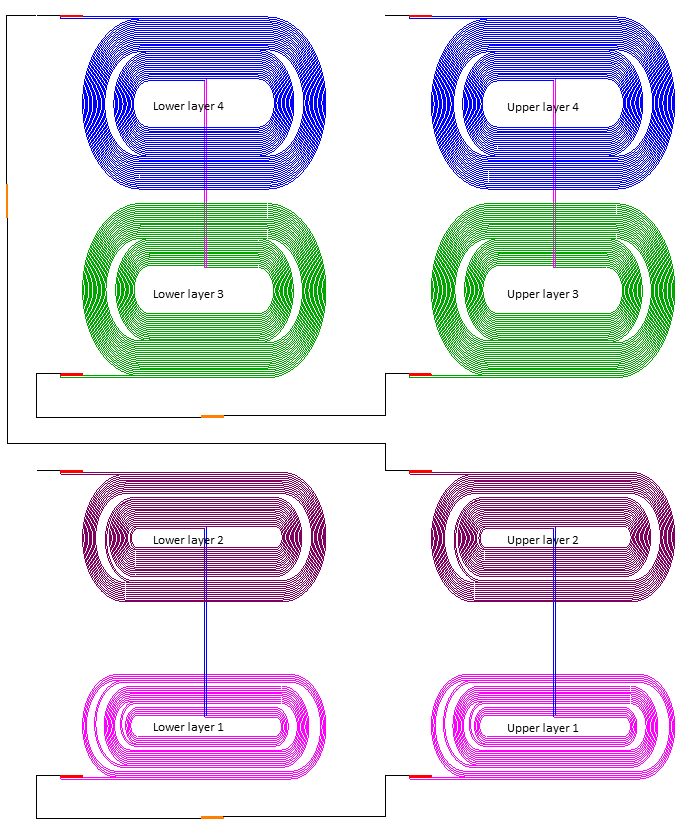 Lower layer 4
Upper layer 4
Lower layer 3
Upper layer 3
Lower layer 2
Upper layer 2
Lower layer 1
Upper layer 1